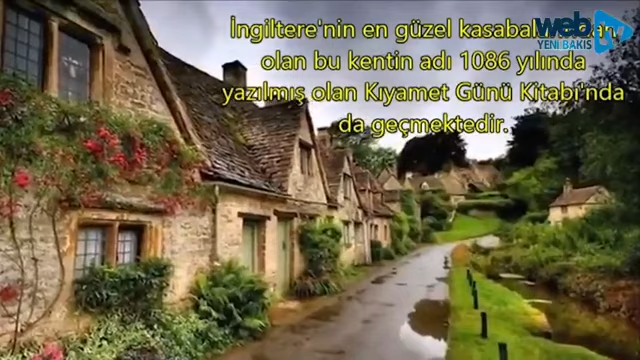 İngiltere'nin en güzel kasabalarından
olan bu kentin adı 1086 yılında
yazılmış olan Kıyamet Günü Kitabı'nda
da geçmektedir.
web
YENİ BAKIŞ